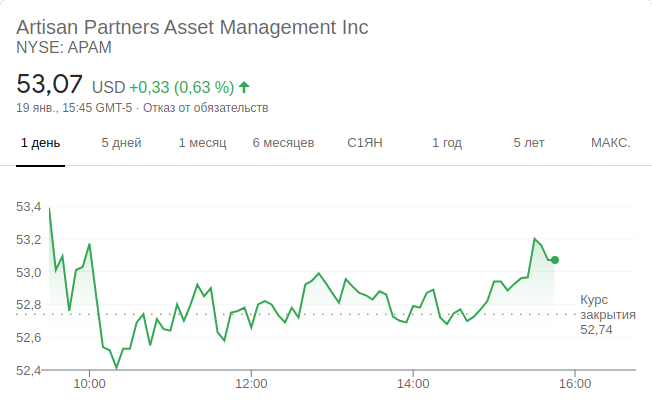 Artisan Partners Asset Management Inc
NYSE: APAM
53,07 USD +0,33 (0,63 %)
19 янв., 15:45 GMT-5 · Отказ от обязательств
1 день 5 дней 1 месяц 6 месяцев С1ЯН 1 год 5 лет МАКС.
53,4
53,2
53,0
52,8
52,6
52,4
Курс
закрытия
52,74
10:00 12:00 14:00 16:00